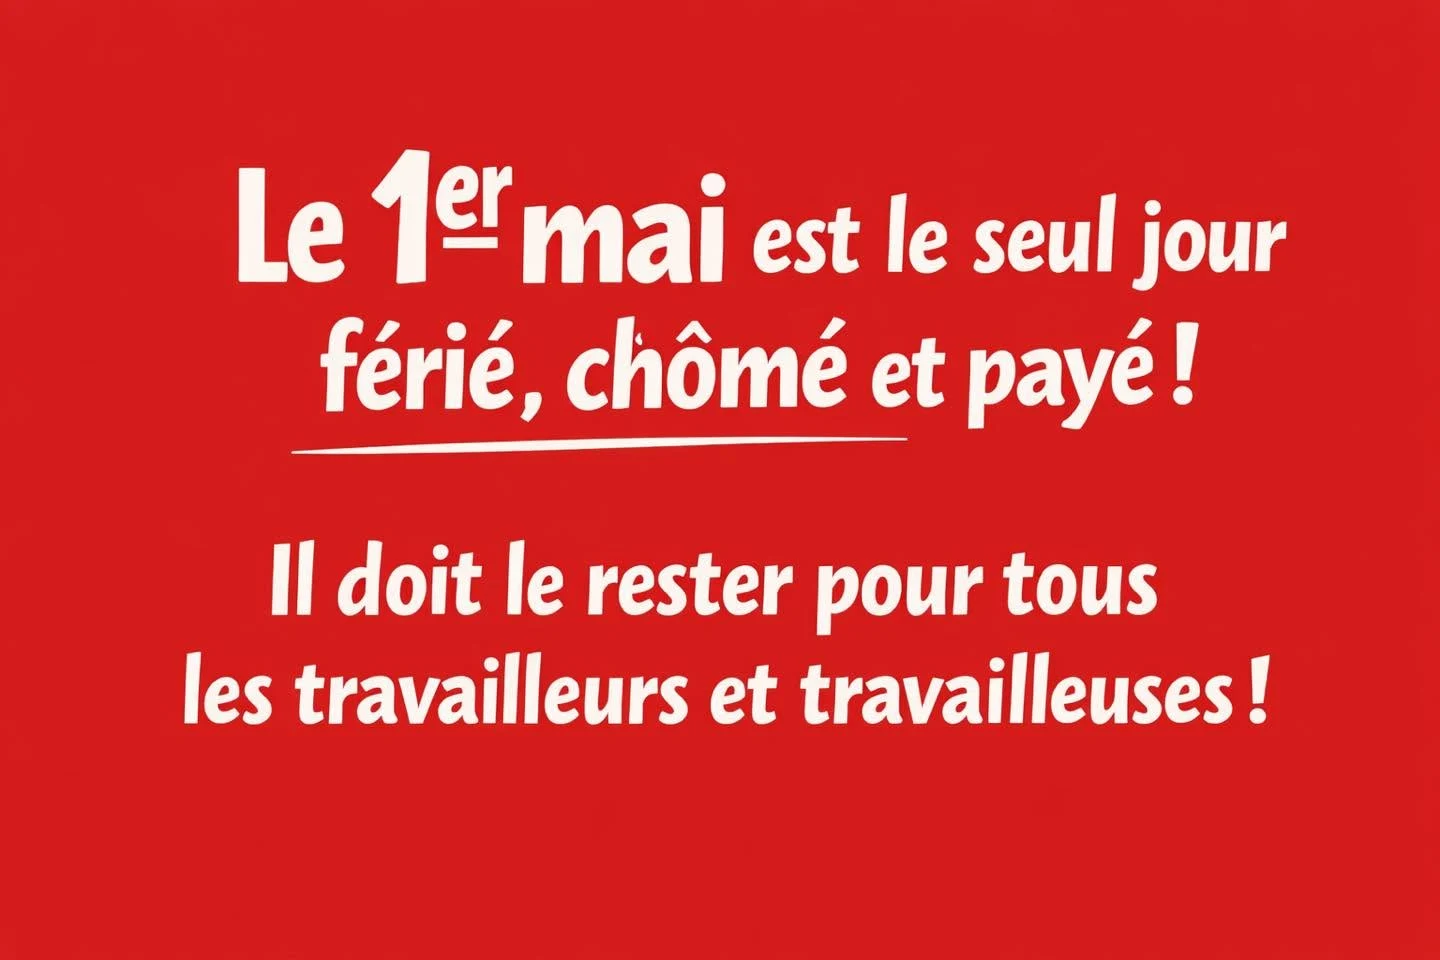 Le 1er mai est le seul jour
férié, chômé et payé !
Il doit le rester pour tous
les travailleurs et travailleuses !